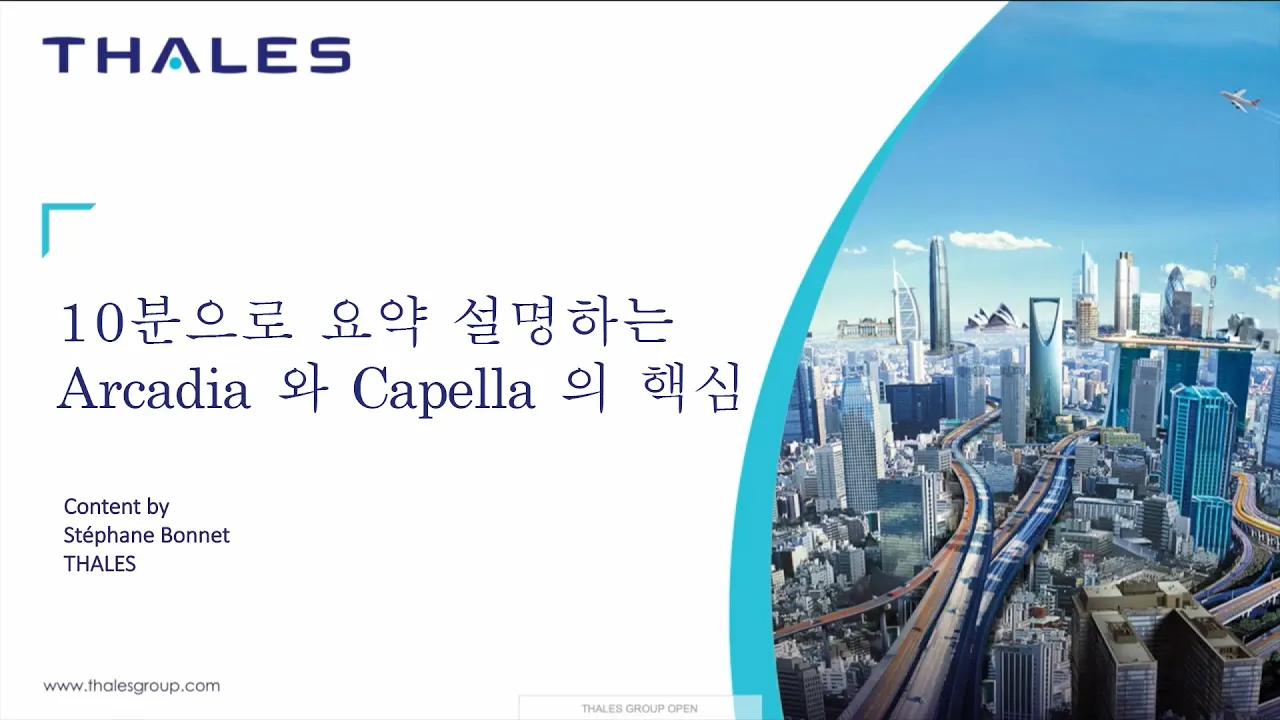 THALES
10분으로 요약 설명하는
Arcadia 와 Capella 의 핵심
Content by
Stéphane Bonnet
THALES
www.thalesgroup.com
THALES GROUP OPEN